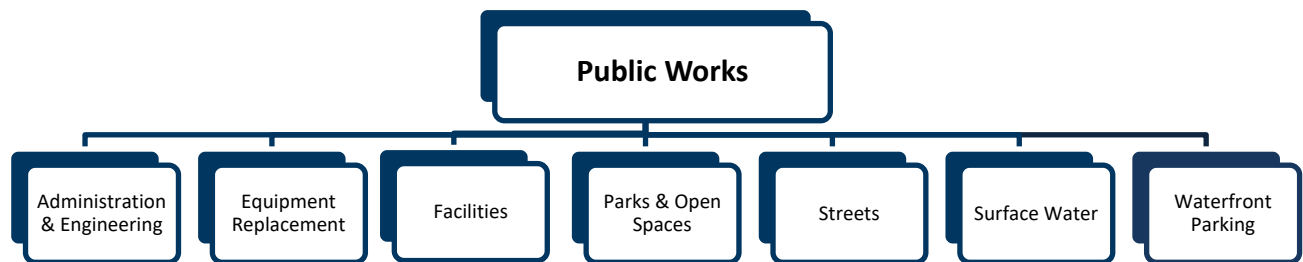 Public Works
Administration
& Engineering
Equipment
Replacement
Facilities
Parks & Open
Spaces
Streets
Surface Water
Waterfront
Parking